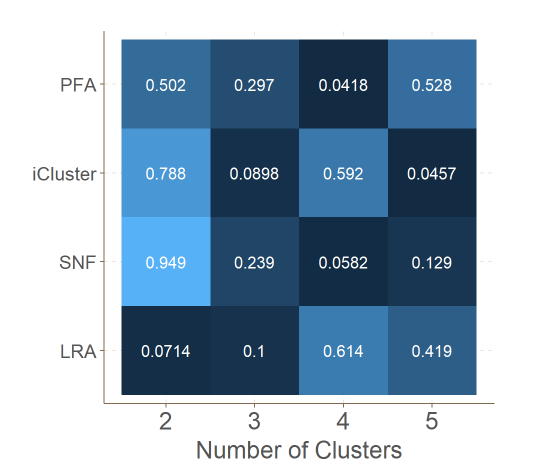 PFA 0.502 0.297 0.0418 0.528
iCluster 0.788 0.0898 0.592 0.0457
SNF 0.949 0.239 0.0582 0.129
LRA 0.0714 0.1 0.614 0.419
2 3 4 5
Number of Clusters